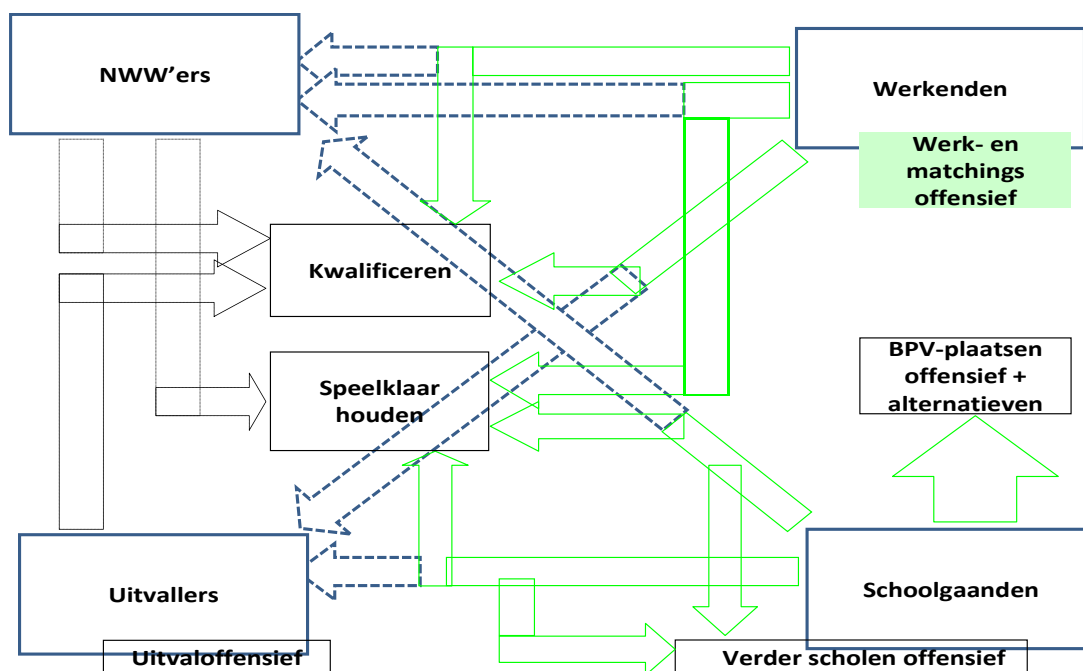 NWW’ers
Werkenden
Werk- en
matchings
offensief
Kwalificeren
BPV-plaatsen
offensief +
alternatieven
Speelklaar
houden
Uitvallers
Schoolgaanden
Uitvaloffensief
Verder scholen offensief